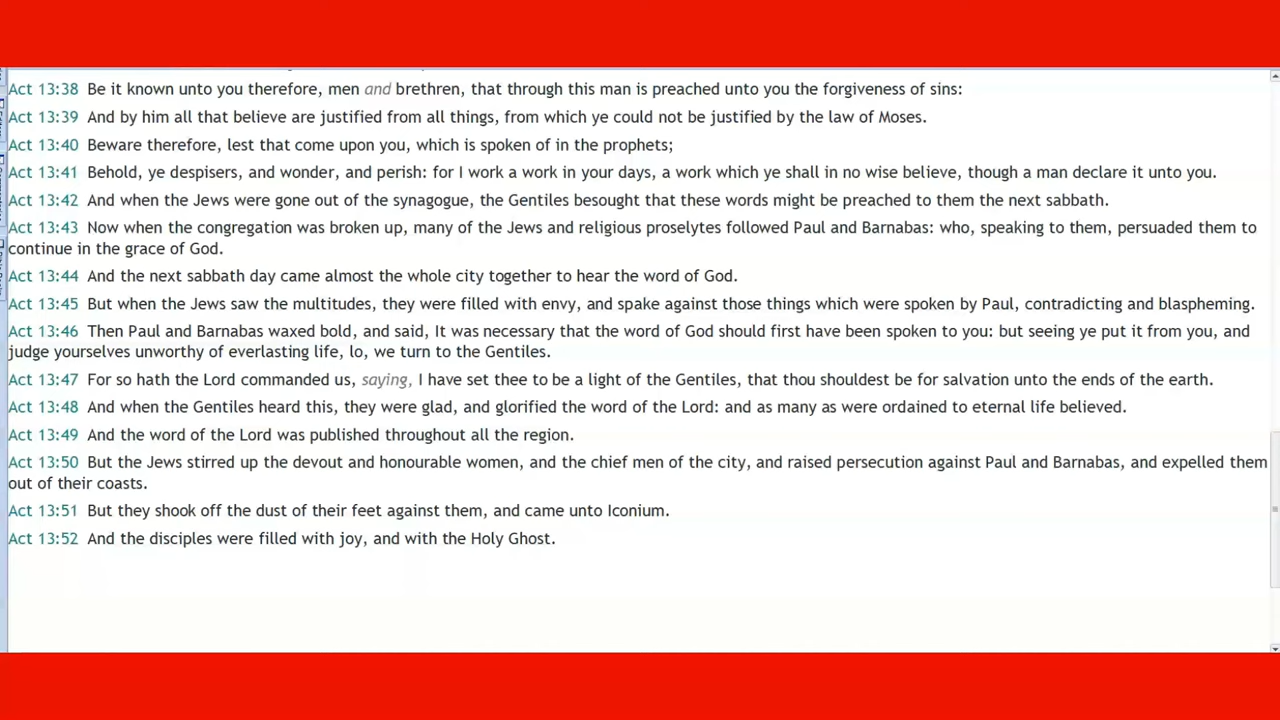 Act 13:38 Be it known unto you therefore, men and brethren, that through this man is preached unto you the forgiveness of sins:
Act 13:39 And by him all that believe are justified from all things, from which ye could not be justified by the law of Moses.
Act 13:40 Beware therefore, lest that come upon you, which is spoken of in the prophets;
Act 13:41 Behold, ye despisers, and wonder, and perish: for I work a work in your days, a work which ye shall in no wise believe, though a man declare it unto you.
Act 13:42 And when the Jews were gone out of the synagogue, the Gentiles besought that these words might be preached to them the next sabbath.
Act 13:43 Now when the congregation was broken up, many of the Jews and religious proselytes followed Paul and Barnabas: who, speaking to them, persuaded them to
continue in the grace of God.
Act 13:44 And the next sabbath day came almost the whole city together to hear the word of God.
Act 13:45 But when the Jews saw the multitudes, they were filled with envy, and spake against those things which were spoken by Paul, contradicting and blaspheming.
Act 13:46 Then Paul and Barnabas waxed bold, and said, It was necessary that the word of God should first have been spoken to you: but seeing ye put it from you, and
judge yourselves unworthy of everlasting life, lo, we turn to the Gentiles.
Act 13:47 For so hath the Lord commanded us, saying, I have set thee to be a light of the Gentiles, that thou shouldest be for salvation unto the ends of the earth.
Act 13:48 And when the Gentiles heard this, they were glad, and glorified the word of the Lord: and as many as were ordained to eternal life believed.
Act 13:49 And the word of the Lord was published throughout all the region.
Act 13:50 But the Jews stirred up the devout and honourable women, and the chief men of the city, and raised persecution against Paul and Barnabas, and expelled them
out of their coasts.
Act 13:51 But they shook off the dust of their feet against them, and came unto Iconium.
Act 13:52 And the disciples were filled with joy, and with the Holy Ghost.